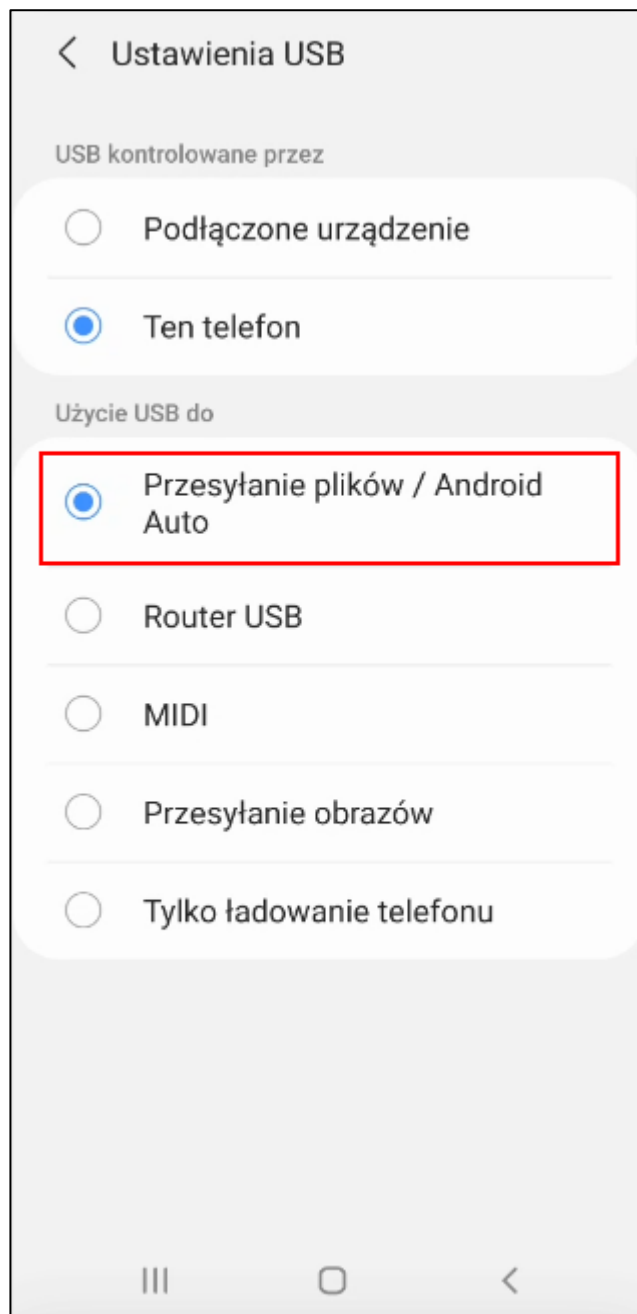 Ustawienia USB
USB kontrolowane przez
Podłączone urządzenie
Ten telefon
Użycie USB do
Przesyłanie plików / Android
Auto
Router USB
MIDI
Przesyłanie obrazów
Tylko ładowanie telefonu